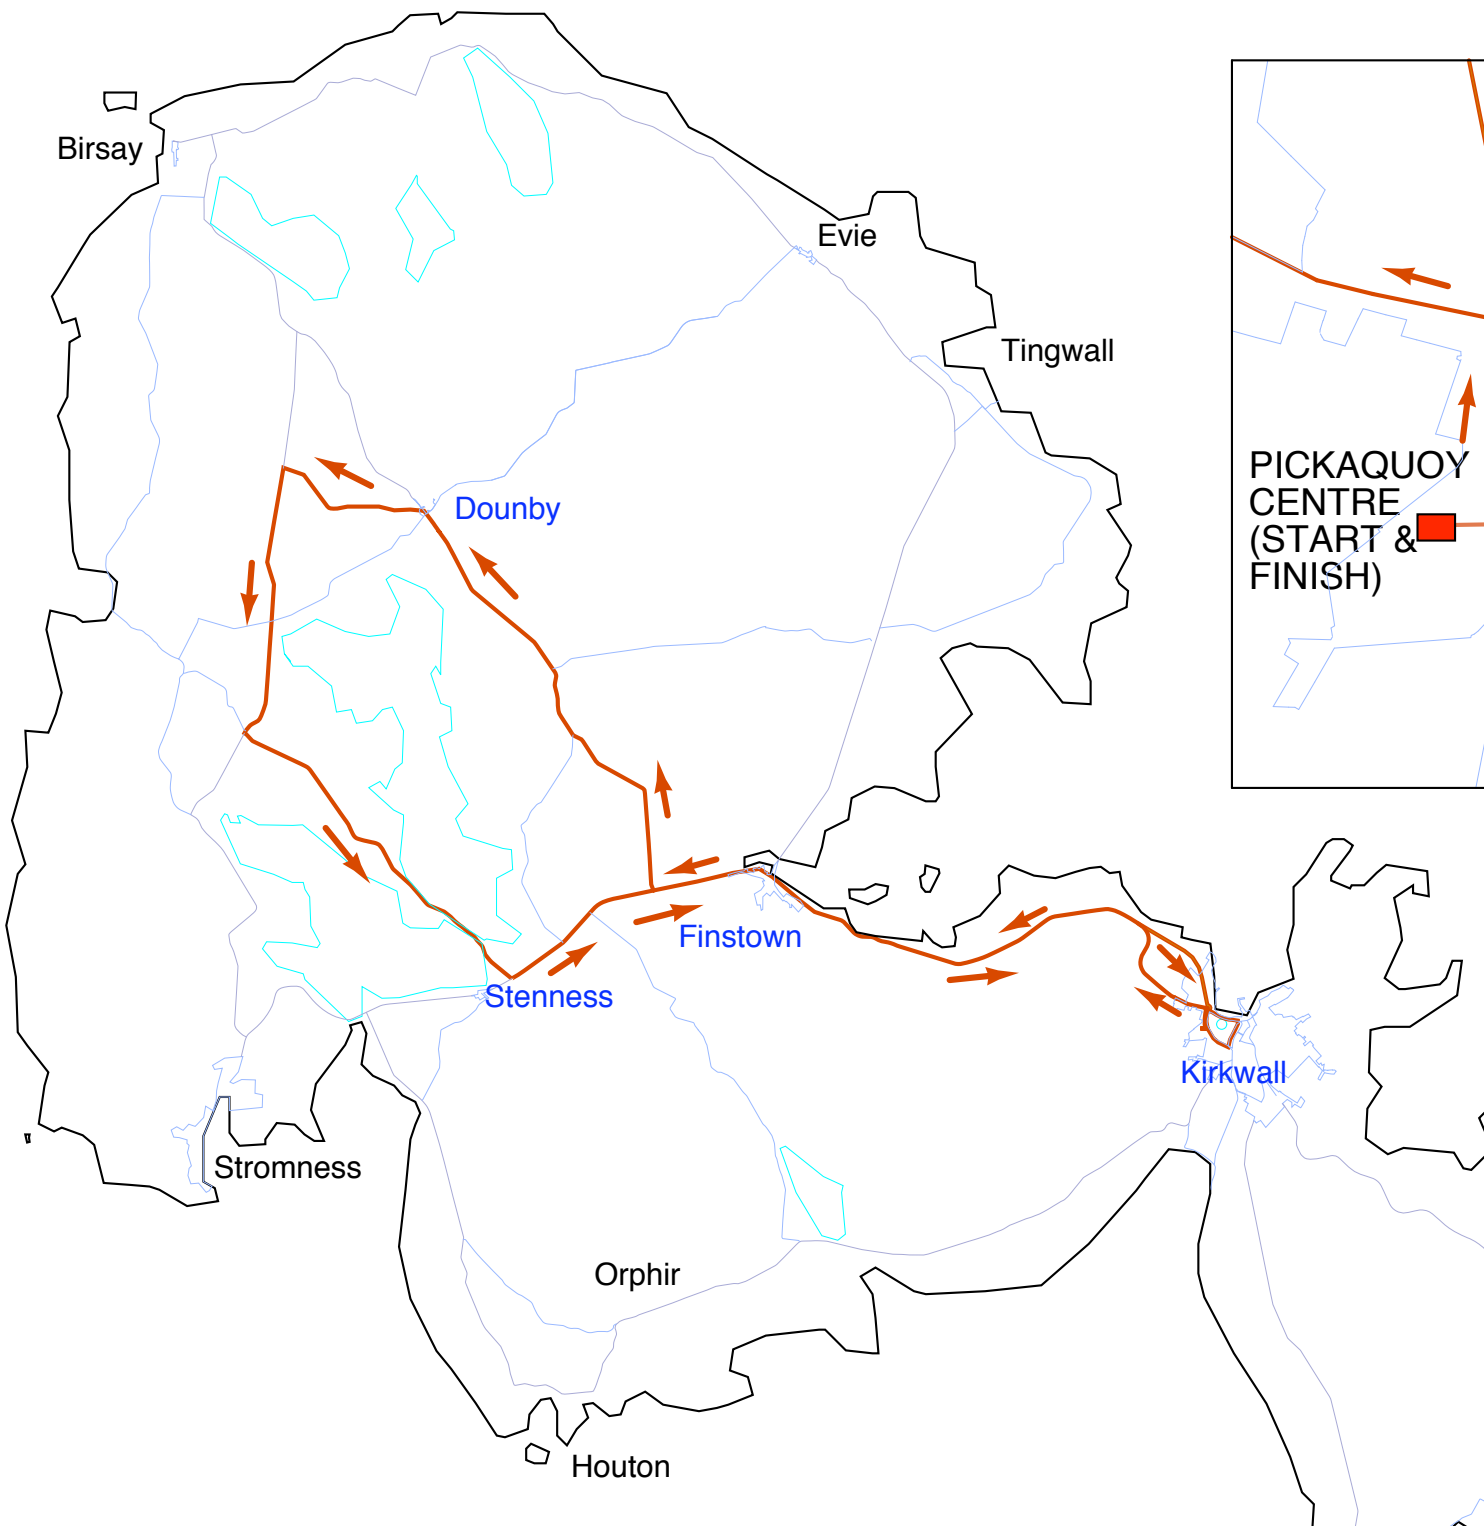 Birsay
Evie
Tingwall
PICKAQUOY
CENTRE
(START &
FINISH)
Dounby
Finstown
Stenness
Kirkwall
Stromness
Orphir
Houton